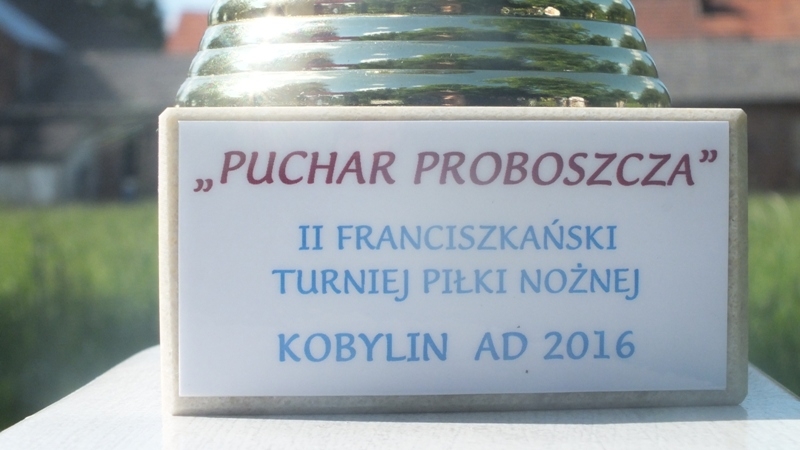 „PUCHAR PROBOSZCZA”
II FRANCISZKAŃSKI
TURNIEJ PIŁKI NOŻNEJ
KOBYLIN AD 2016